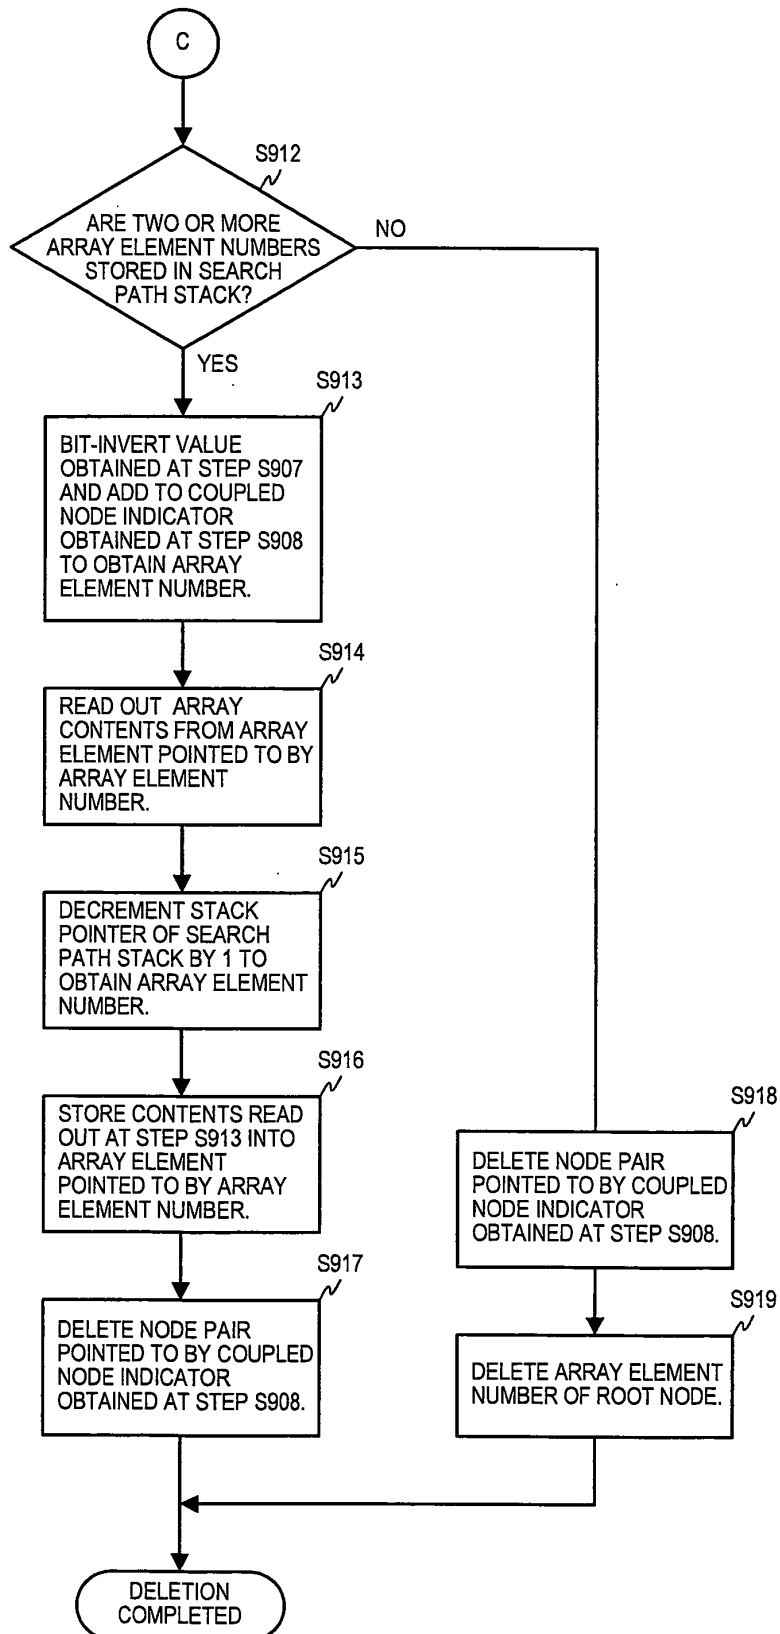 C
S912
ARE TWO OR MORE
ARRAY ELEMENT NUMBERS
STORED IN SEARCH
PATH STACK?
NO
YES
S913
BIT-INVERT VALUE
OBTAINED AT STEP S907
AND ADD TO COUPLED
NODE INDICATOR
OBTAINED AT STEP S908
TO OBTAIN ARRAY
ELEMENT NUMBER.
S914
READ OUT ARRAY
CONTENTS FROM ARRAY
ELEMENT POINTED TO BY
ARRAY ELEMENT
NUMBER.
S915
DECREMENT STACK
POINTER OF SEARCH
PATH STACK BY 1 TO
OBTAIN ARRAY ELEMENT
NUMBER.
S916
STORE CONTENTS READ
OUT AT STEP S913 INTO
ARRAY ELEMENT
POINTED TO BY ARRAY
ELEMENT NUMBER.
S917
DELETE NODE PAIR
POINTED TO BY COUPLED
NODE INDICATOR
OBTAINED AT STEP S908.
S918
DELETE NODE PAIR
POINTED TO BY COUPLED
NODE INDICATOR
OBTAINED AT STEP S908.
S919
DELETE ARRAY ELEMENT
NUMBER OF ROOT NODE.
DELETION
COMPLETED